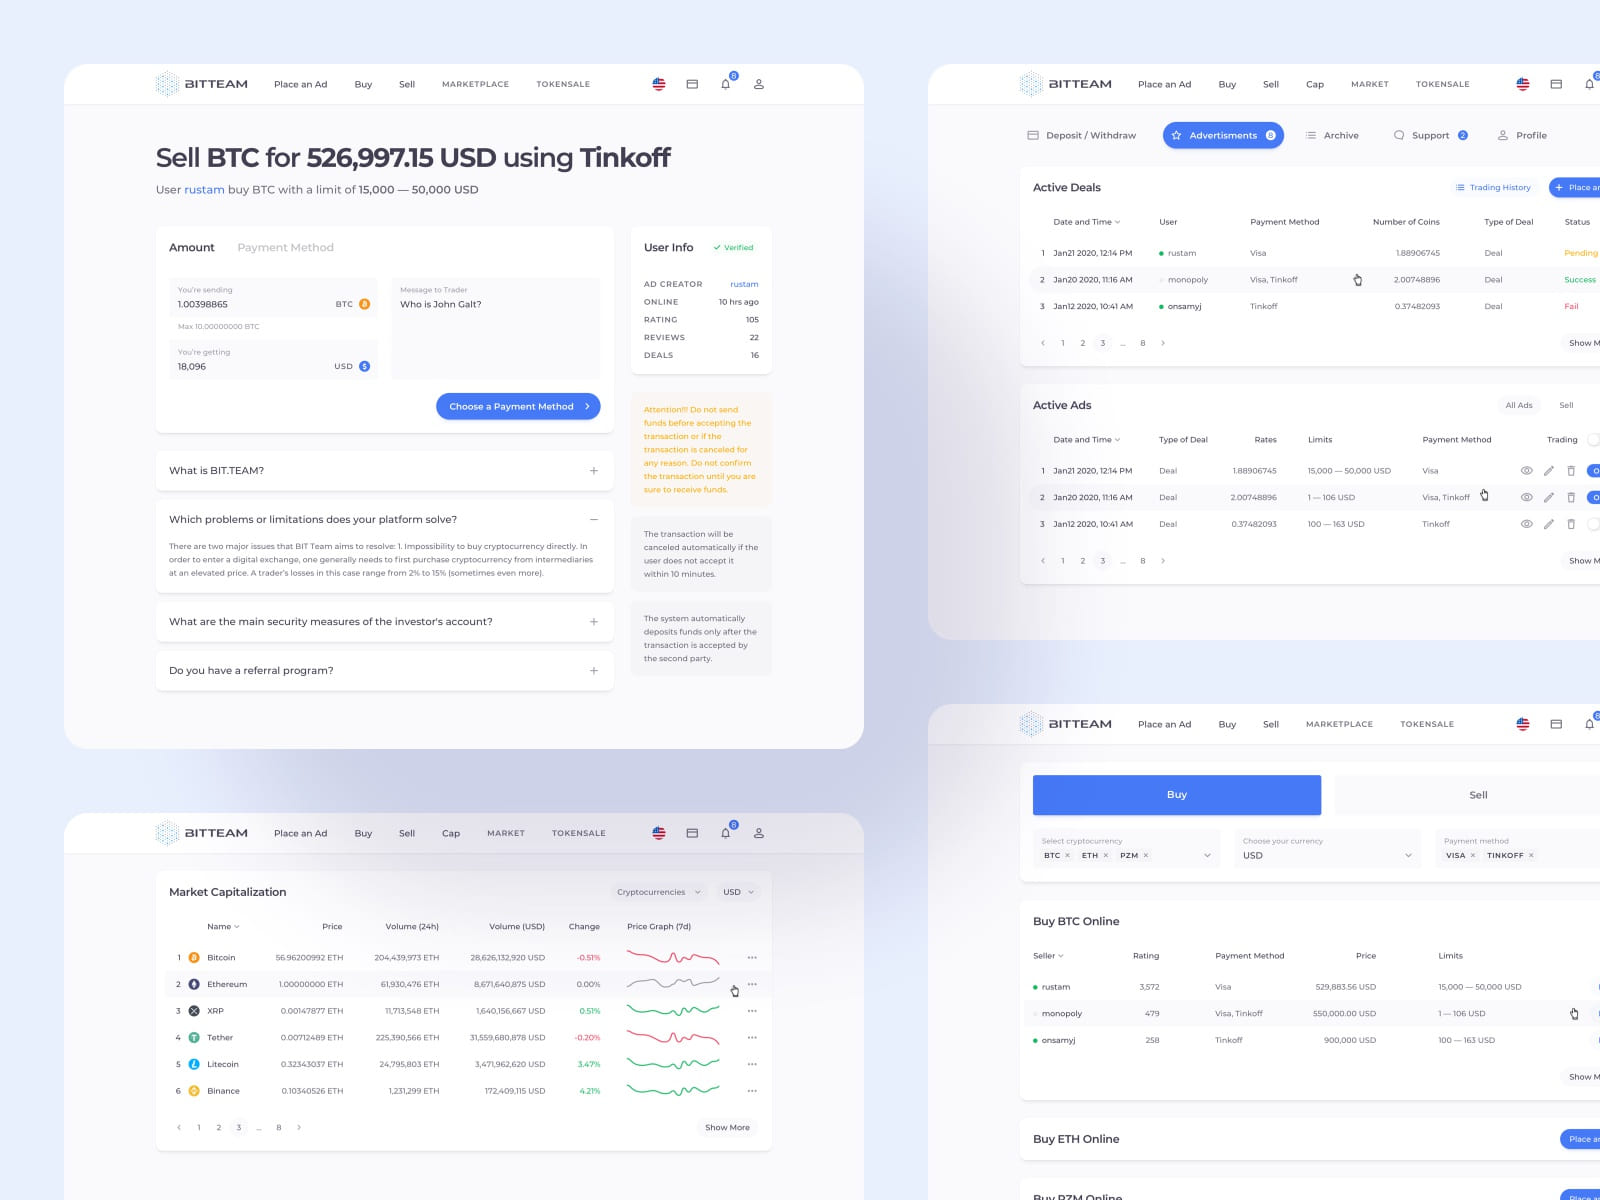 BITTEAM Place an Ad Buy Sell MARKETPLACE TOKENSALE 8
Sell BTC for 526,997.15 USD using Tinkoff
User rustam buy BTC with a limit of 15,000 — 50,000 USD
Amount Payment Method
You're sending
1.00398865 BTC
Max 10.00000000 BTC
You're getting
18,096 USD
Message to Trader
Who is John Galt?
Choose a Payment Method
User Info Verified
AD CREATOR rustam
ONLINE 10 hrs ago
RATING 105
REVIEWS 22
DEALS 16
Attention!!! Do not send
funds before accepting the
transaction or if the
transaction is canceled for
any reason. Do not confirm
the transaction until you are
sure to receive funds.
The transaction will be
canceled automatically if the
user does not accept it
within 10 minutes.
The system automatically
deposits funds only after the
transaction is accepted by
the second party.
What is BIT.TEAM?
Which problems or limitations does your platform solve?
There are two major issues that BIT Team aims to resolve: 1. Impossibility to buy cryptocurrency directly. In
order to enter a digital exchange, one generally needs to first purchase cryptocurrency from intermediaries
at an elevated price. A trader's losses in this case range from 2% to 15% (sometimes even more).
What are the main security measures of the investor's account?
Do you have a referral program?
BITTEAM Place an Ad Buy Sell Cap MARKET TOKENSALE 8
Deposit / Withdraw Advertisments 8 Archive Support 2 Profile
Active Deals Trading History + Place an
Date and Time User Payment Method Number of Coins Type of Deal Status
1 Jan21 2020, 12:14 PM rustam Visa 1.88906745 Deal Pending
2 Jan20 2020, 11:16 AM monopoly Visa, Tinkoff 2.00748896 Deal Success
3 Jan12 2020, 10:41 AM onsamyj Tinkoff 0.37482093 Deal Fail
‹ 1 2 3 ... 8 › Show M
Active Ads All Ads Sell
Date and Time Type of Deal Rates Limits Payment Method Trading
1 Jan21 2020, 12:14 PM Deal 1.88906745 15,000 — 50,000 USD Visa O
2 Jan20 2020, 11:16 AM Deal 2.00748896 1 — 106 USD Visa, Tinkoff O
3 Jan12 2020, 10:41 AM Deal 0.37482093 100 — 163 USD Tinkoff
‹ 1 2 3 ... 8 › Show M
BITTEAM Place an Ad Buy Sell Cap MARKET TOKENSALE 8
Market Capitalization Cryptocurrencies USD
Name Price Volume (24h) Volume (USD) Change Price Graph (7d)
1 Bitcoin 56.96200992 ETH 204,439,973 ETH 28,626,132,920 USD -0.51%
2 Ethereum 1.00000000 ETH 61,930,476 ETH 8,671,640,875 USD 0.00%
3 XRP 0.00147877 ETH 11,713,548 ETH 1,640,156,667 USD 0.51%
4 Tether 0.00712489 ETH 225,390,566 ETH 31,559,680,878 USD -0.20%
5 Litecoin 0.32343037 ETH 24,795,803 ETH 3,471,962,620 USD 3.47%
6 Binance 0.10340526 ETH 1,231,299 ETH 172,409,115 USD 4.21%
‹ 1 2 3 ... 8 › Show More
BITTEAM Place an Ad Buy Sell MARKETPLACE TOKENSALE 8
Buy Sell
Select cryptocurrency Choose your currency Payment method
BTC × ETH × PZM × USD VISA × TINKOFF ×
Buy BTC Online
Seller Rating Payment Method Price Limits
rustam 3,572 Visa 529,883.56 USD 15,000 — 50,000 USD
monopoly 479 Visa, Tinkoff 550,000.00 USD 1 — 106 USD
onsamyj 258 Tinkoff 900,000 USD 100 — 163 USD
Show M
Buy ETH Online Place an
Buy PZM Online Place an